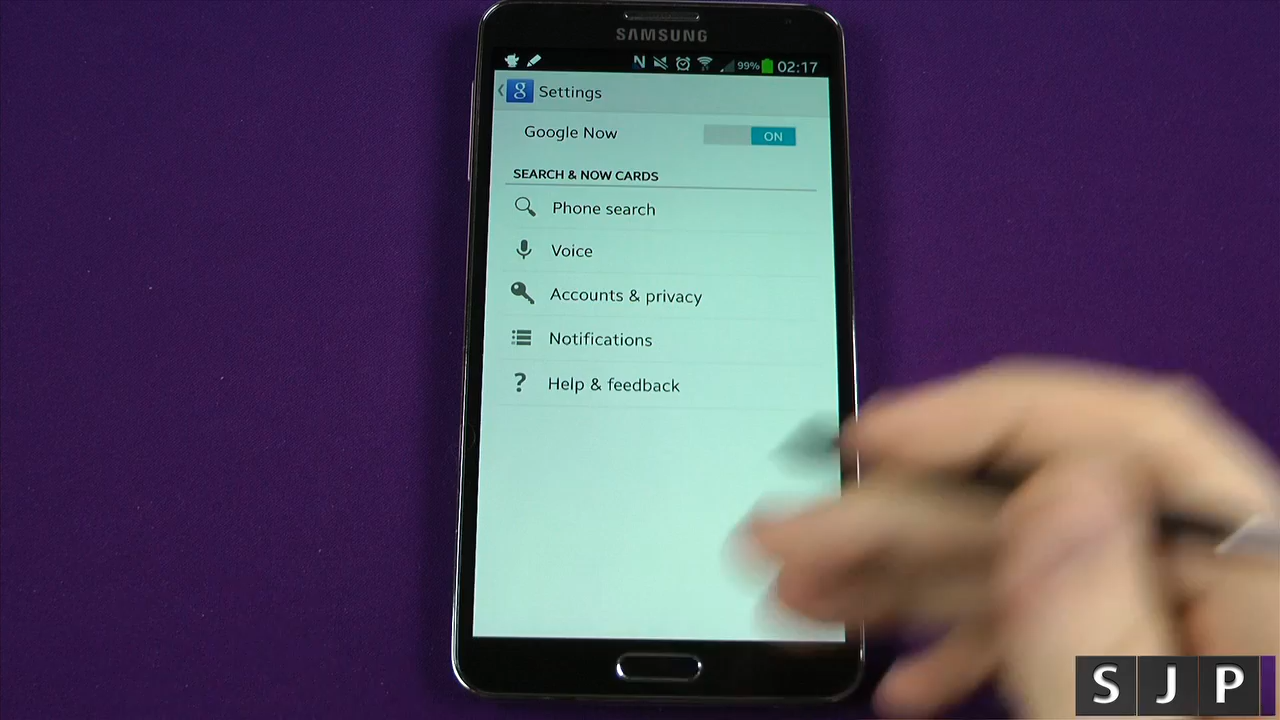 SAMSUNG
N 99% 02:17
Settings
Google Now ON
SEARCH & NOW CARDS
Phone search
Voice
Accounts & privacy
Notifications
? Help & feedback
SJP